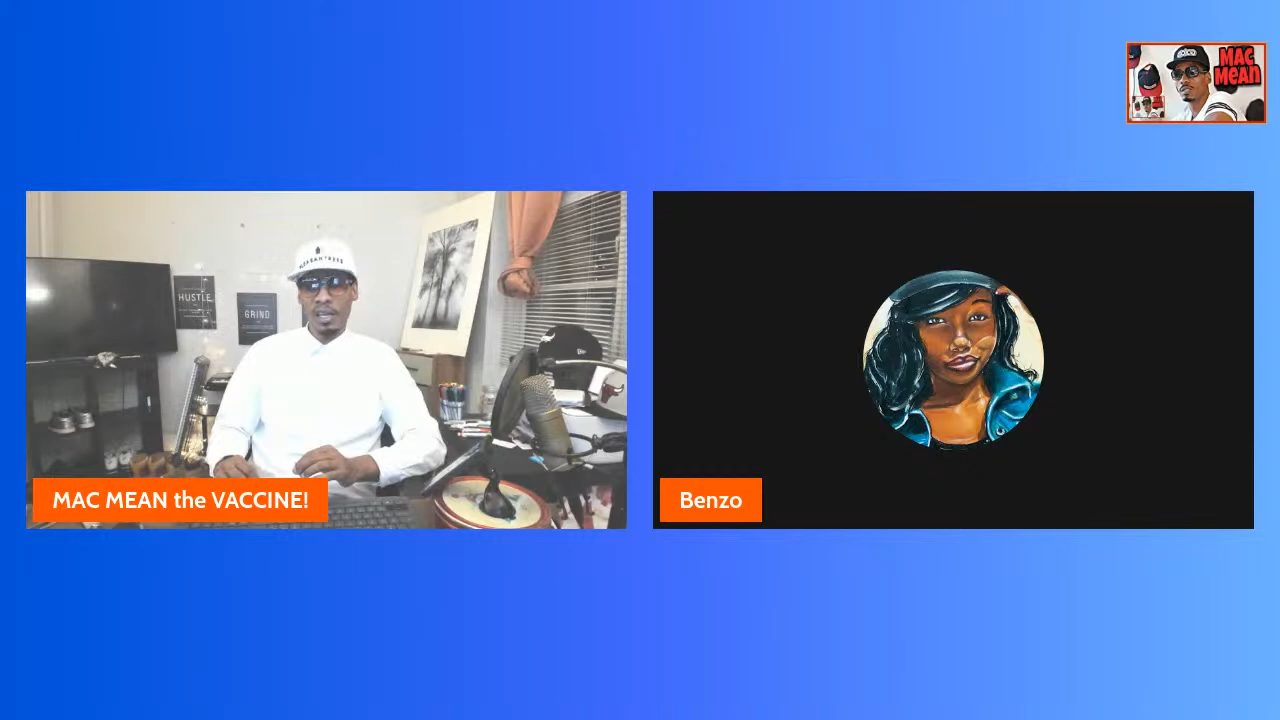 MAC
MEAN
HUSTLE
GRIND
MAC MEAN the VACCINE!
Benzo